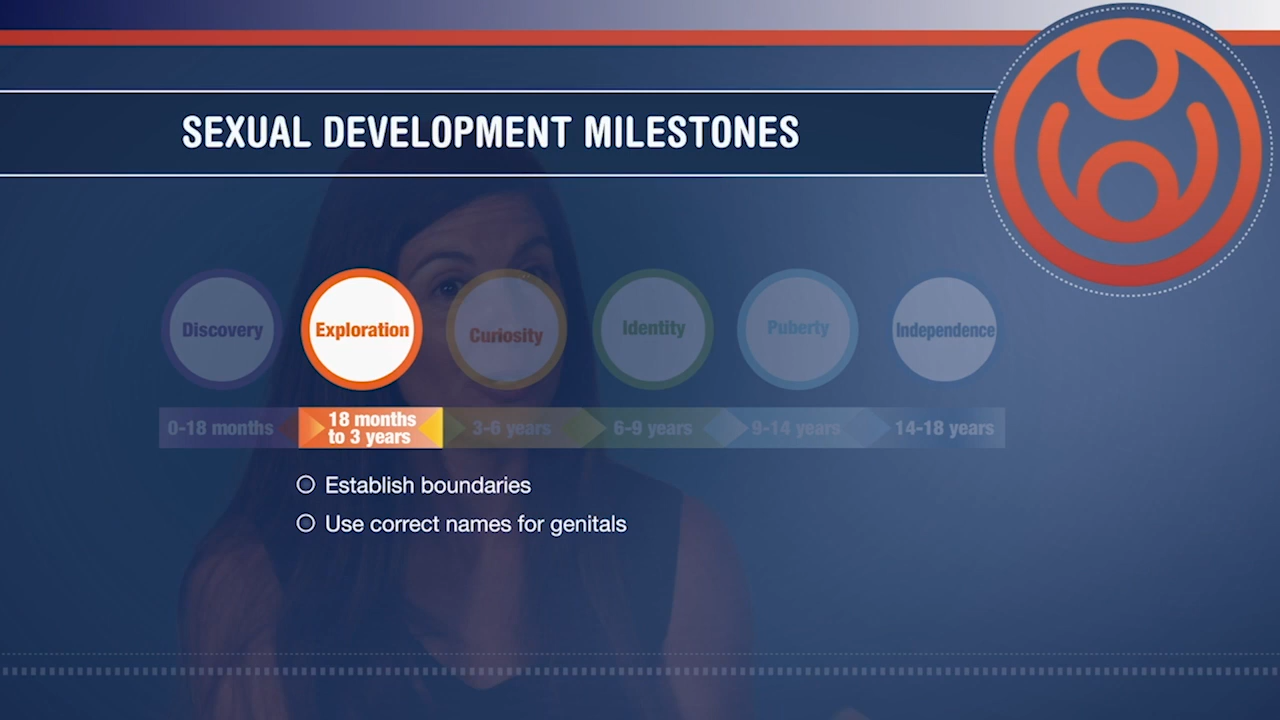 SEXUAL DEVELOPMENT MILESTONES
Discovery
Exploration
Curiosity
Identity
Puberty
Independence
0-18 months
18 months
to 3 years
3-6 years
6-9 years
9-14 years
14-18 years
Establish boundaries
Use correct names for genitals